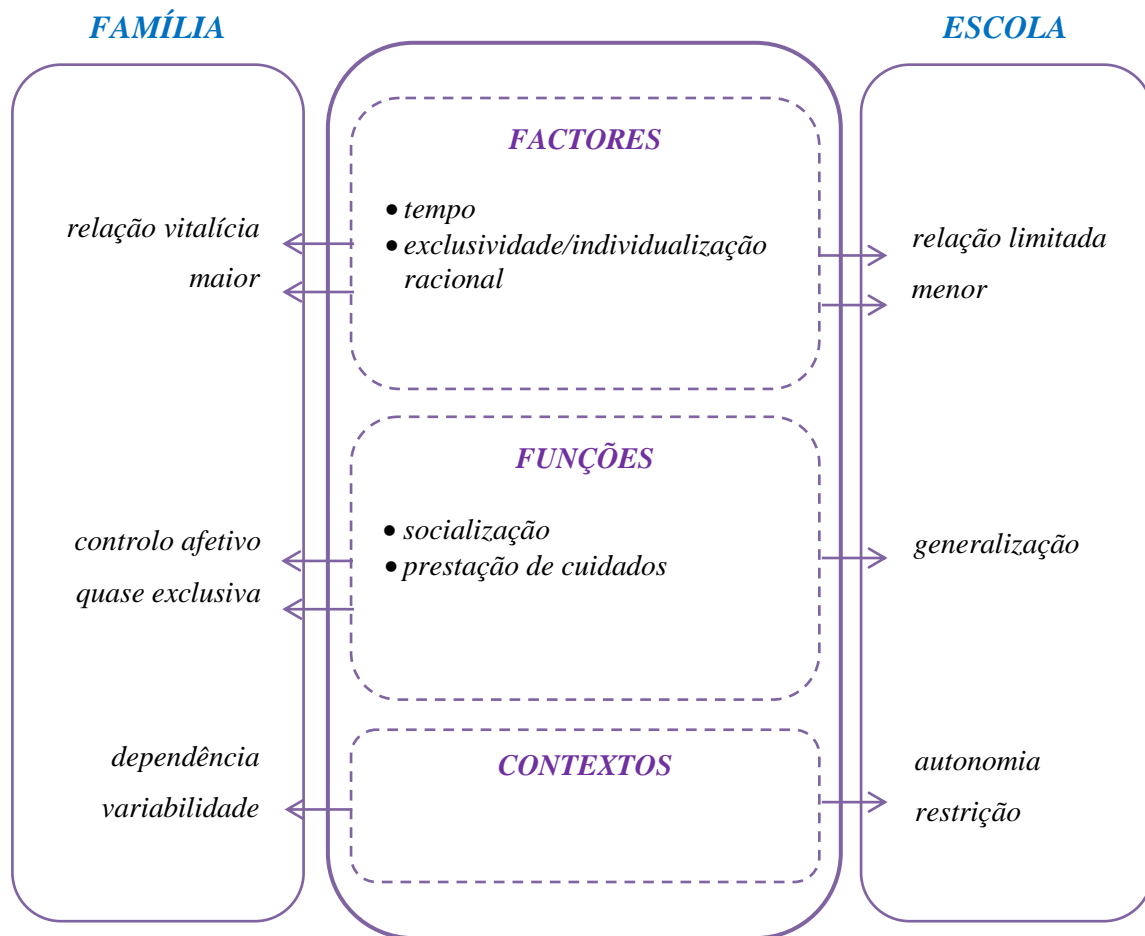 FAMÍLIA
ESCOLA
FACTORES
• tempo
• exclusividade/individualização
racional
relação vitalícia
maior
relação limitada
menor
FUNÇÕES
• socialização
• prestação de cuidados
controlo afetivo
quase exclusiva
generalização
CONTEXTOS
dependência
variabilidade
autonomia
restrição